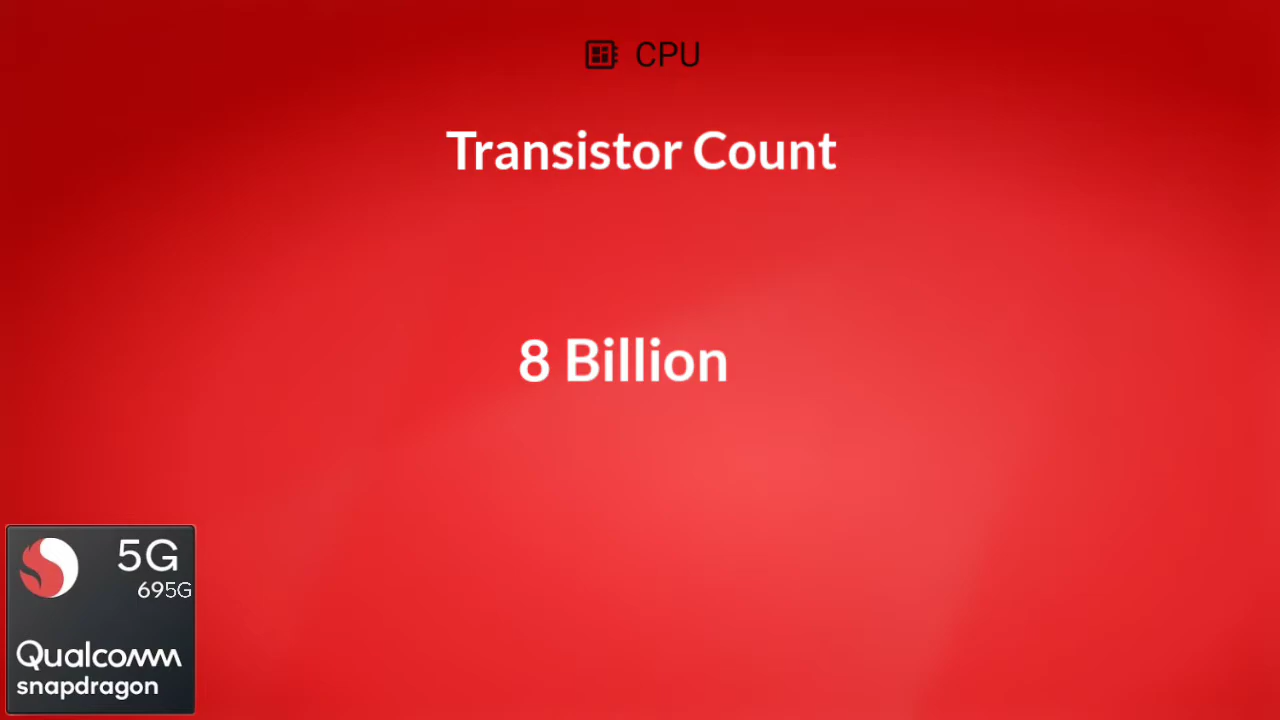 CPU
Transistor Count
8 Billion
5G
695G
Qualcomm
snapdragon